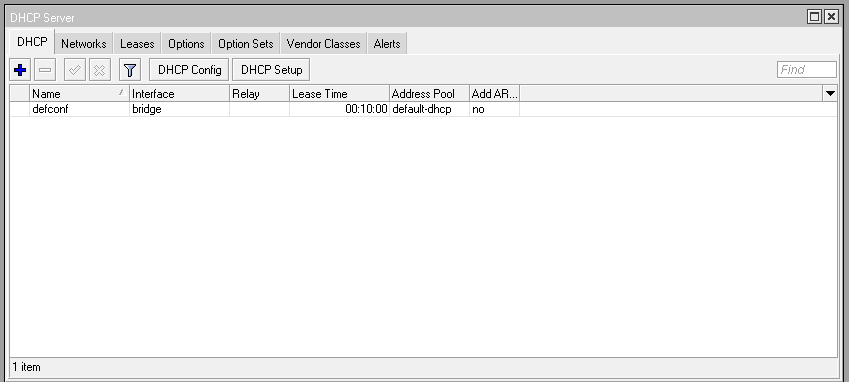 DHCP Server
DHCP Networks Leases Options Option Sets Vendor Classes Alerts
DHCP Config DHCP Setup Find
Name Interface Relay Lease Time Address Pool Add AR...
defconf bridge 00:10:00 default-dhcp no
1 item